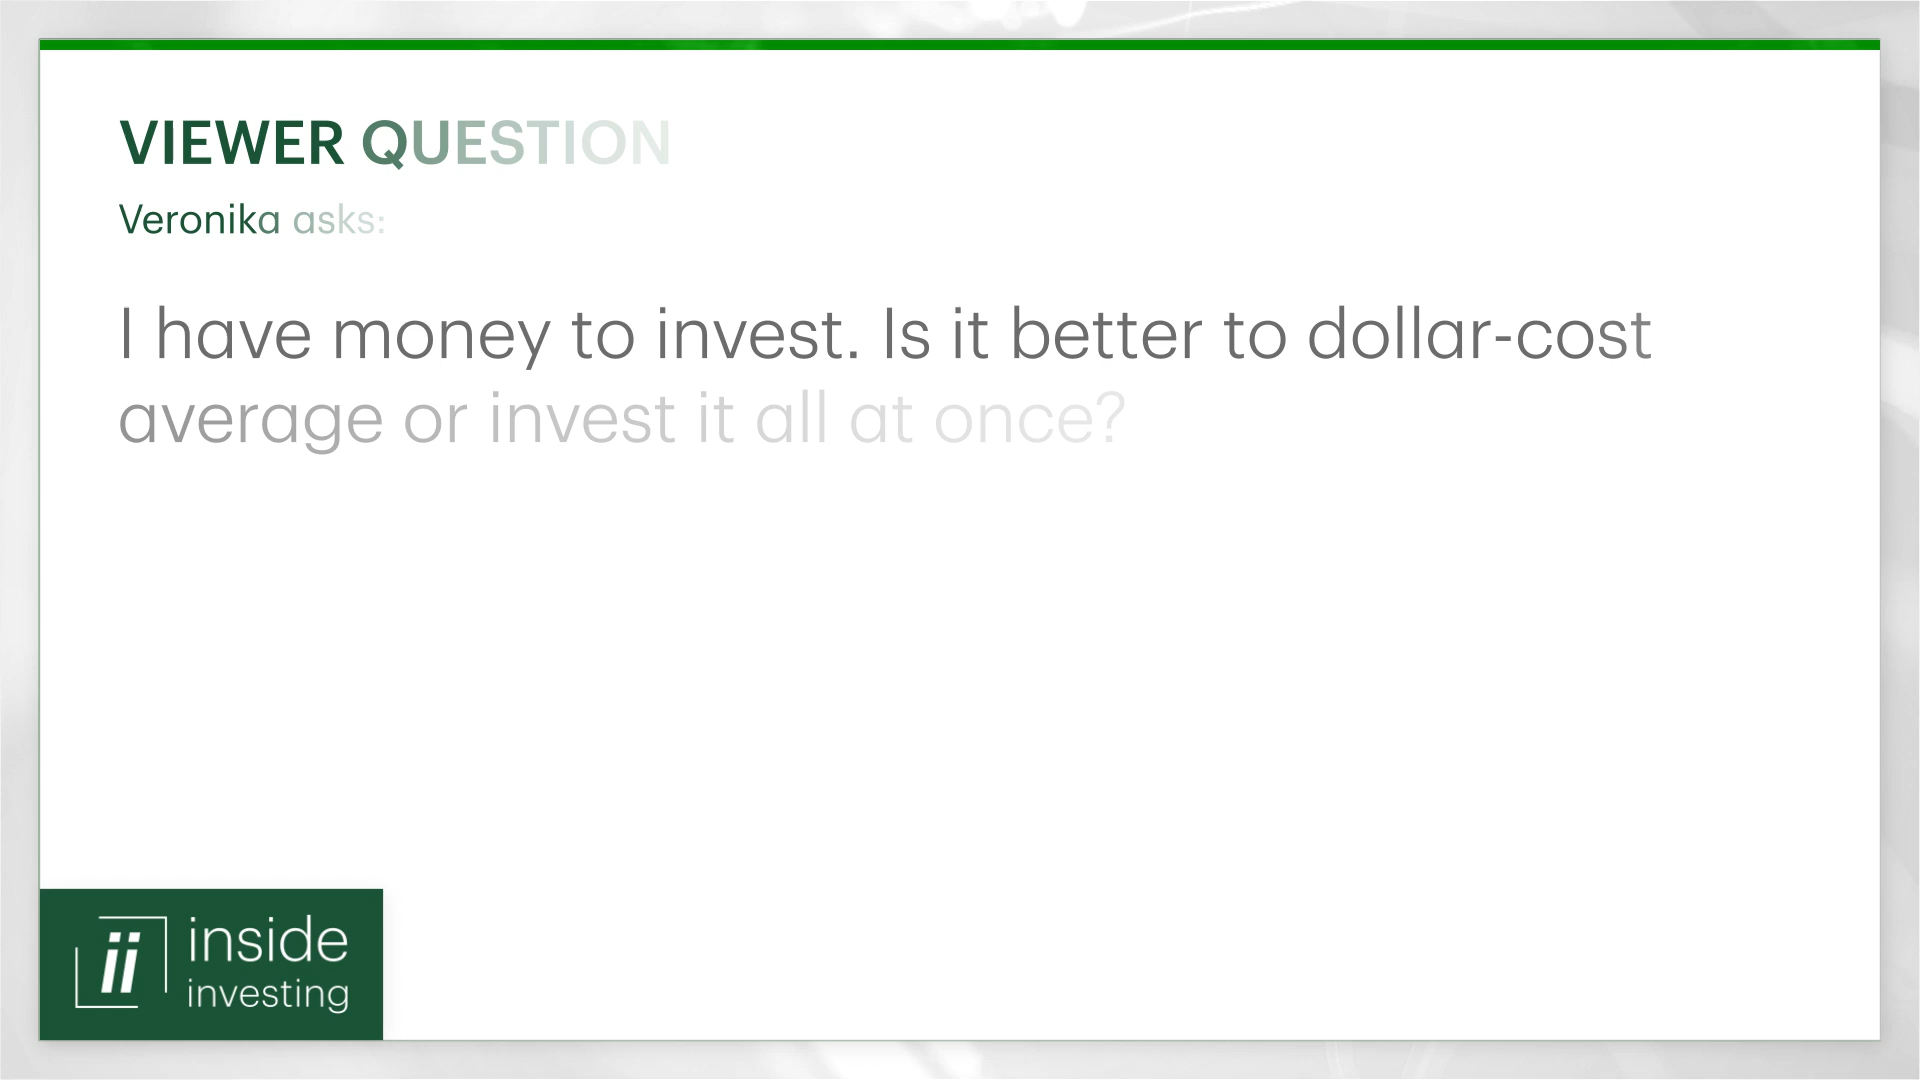 VIEWER QUESTION
Veronika asks:
I have money to invest. Is it better to dollar-cost
average or invest it all at once?
ii
inside
investing